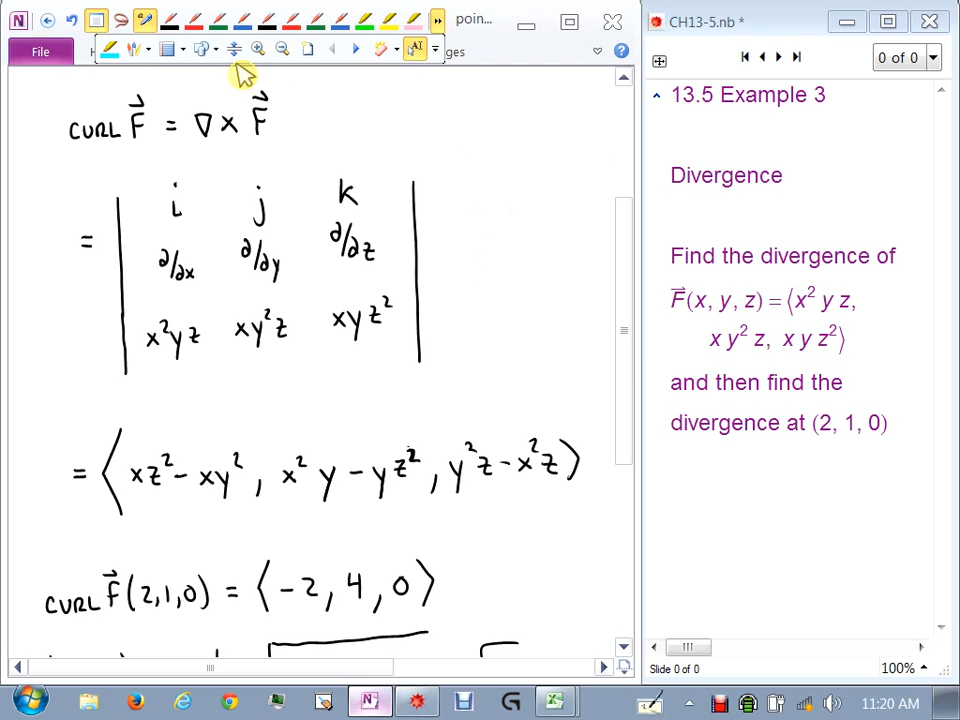 poin...
CH13-5.nb *
File
H
ges
0 of 0
CURL F⃗ = ∇ × F⃗
i j k
= ∂/∂x ∂/∂y ∂/∂z
x²yz xy²z xyz²
= ⟨xz² − xy², x²y − yz², y²z − x²z⟩
CURL F⃗(2,1,0) = ⟨−2, 4, 0⟩
13.5 Example 3
Divergence
Find the divergence of
F⃗(x, y, z) = ⟨x² y z,
x y² z, x y z²⟩
and then find the
divergence at (2, 1, 0)
Slide 0 of 0
100%
11:20 AM